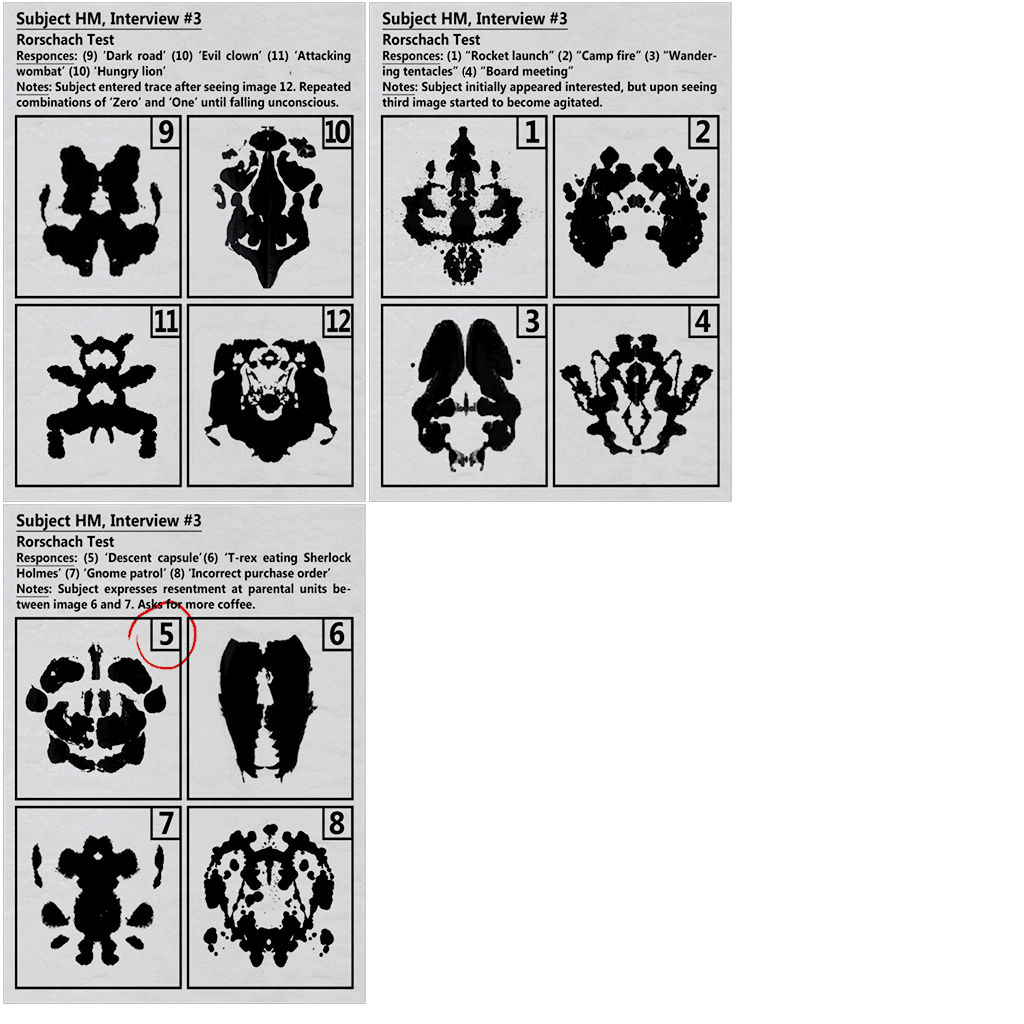 Subject HM, Interview #3
Rorschach Test
Responces: (9) 'Dark road' (10) 'Evil clown' (11) 'Attacking
wombat' (10) 'Hungry lion'
Notes: Subject entered trace after seeing image 12. Repeated
combinations of 'Zero' and 'One' until falling unconscious.
9
10
11
12
Subject HM, Interview #3
Rorschach Test
Responces: (1) "Rocket launch" (2) "Camp fire" (3) "Wander-
ing tentacles" (4) "Board meeting"
Notes: Subject initially appeared interested, but upon seeing
third image started to become agitated.
1
2
3
4
Subject HM, Interview #3
Rorschach Test
Responces: (5) 'Descent capsule'(6) 'T-rex eating Sherlock
Holmes' (7) 'Gnome patrol' (8) 'Incorrect purchase order'
Notes: Subject expresses resentment at parental units be-
tween image 6 and 7. Asks for more coffee.
5
6
7
8